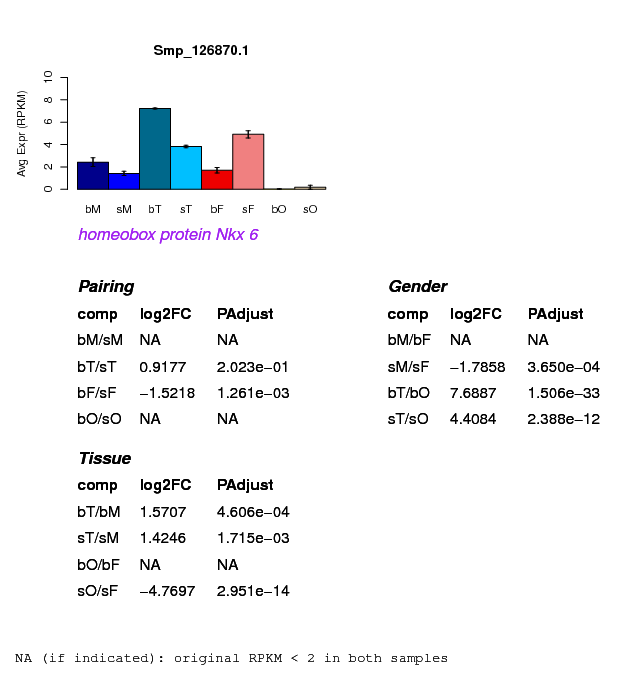 Smp_126870.1
Avg Expr (RPKM)
0 2 4 6 8 10
bM sM bT sT bF sF bO sO
homeobox protein Nkx 6
Pairing
comp log2FC PAdjust
bM/sM NA NA
bT/sT 0.9177 2.023e−01
bF/sF −1.5218 1.261e−03
bO/sO NA NA
Gender
comp log2FC PAdjust
bM/bF NA NA
sM/sF −1.7858 3.650e−04
bT/bO 7.6887 1.506e−33
sT/sO 4.4084 2.388e−12
Tissue
comp log2FC PAdjust
bT/bM 1.5707 4.606e−04
sT/sM 1.4246 1.715e−03
bO/bF NA NA
sO/sF −4.7697 2.951e−14
NA (if indicated): original RPKM < 2 in both samples